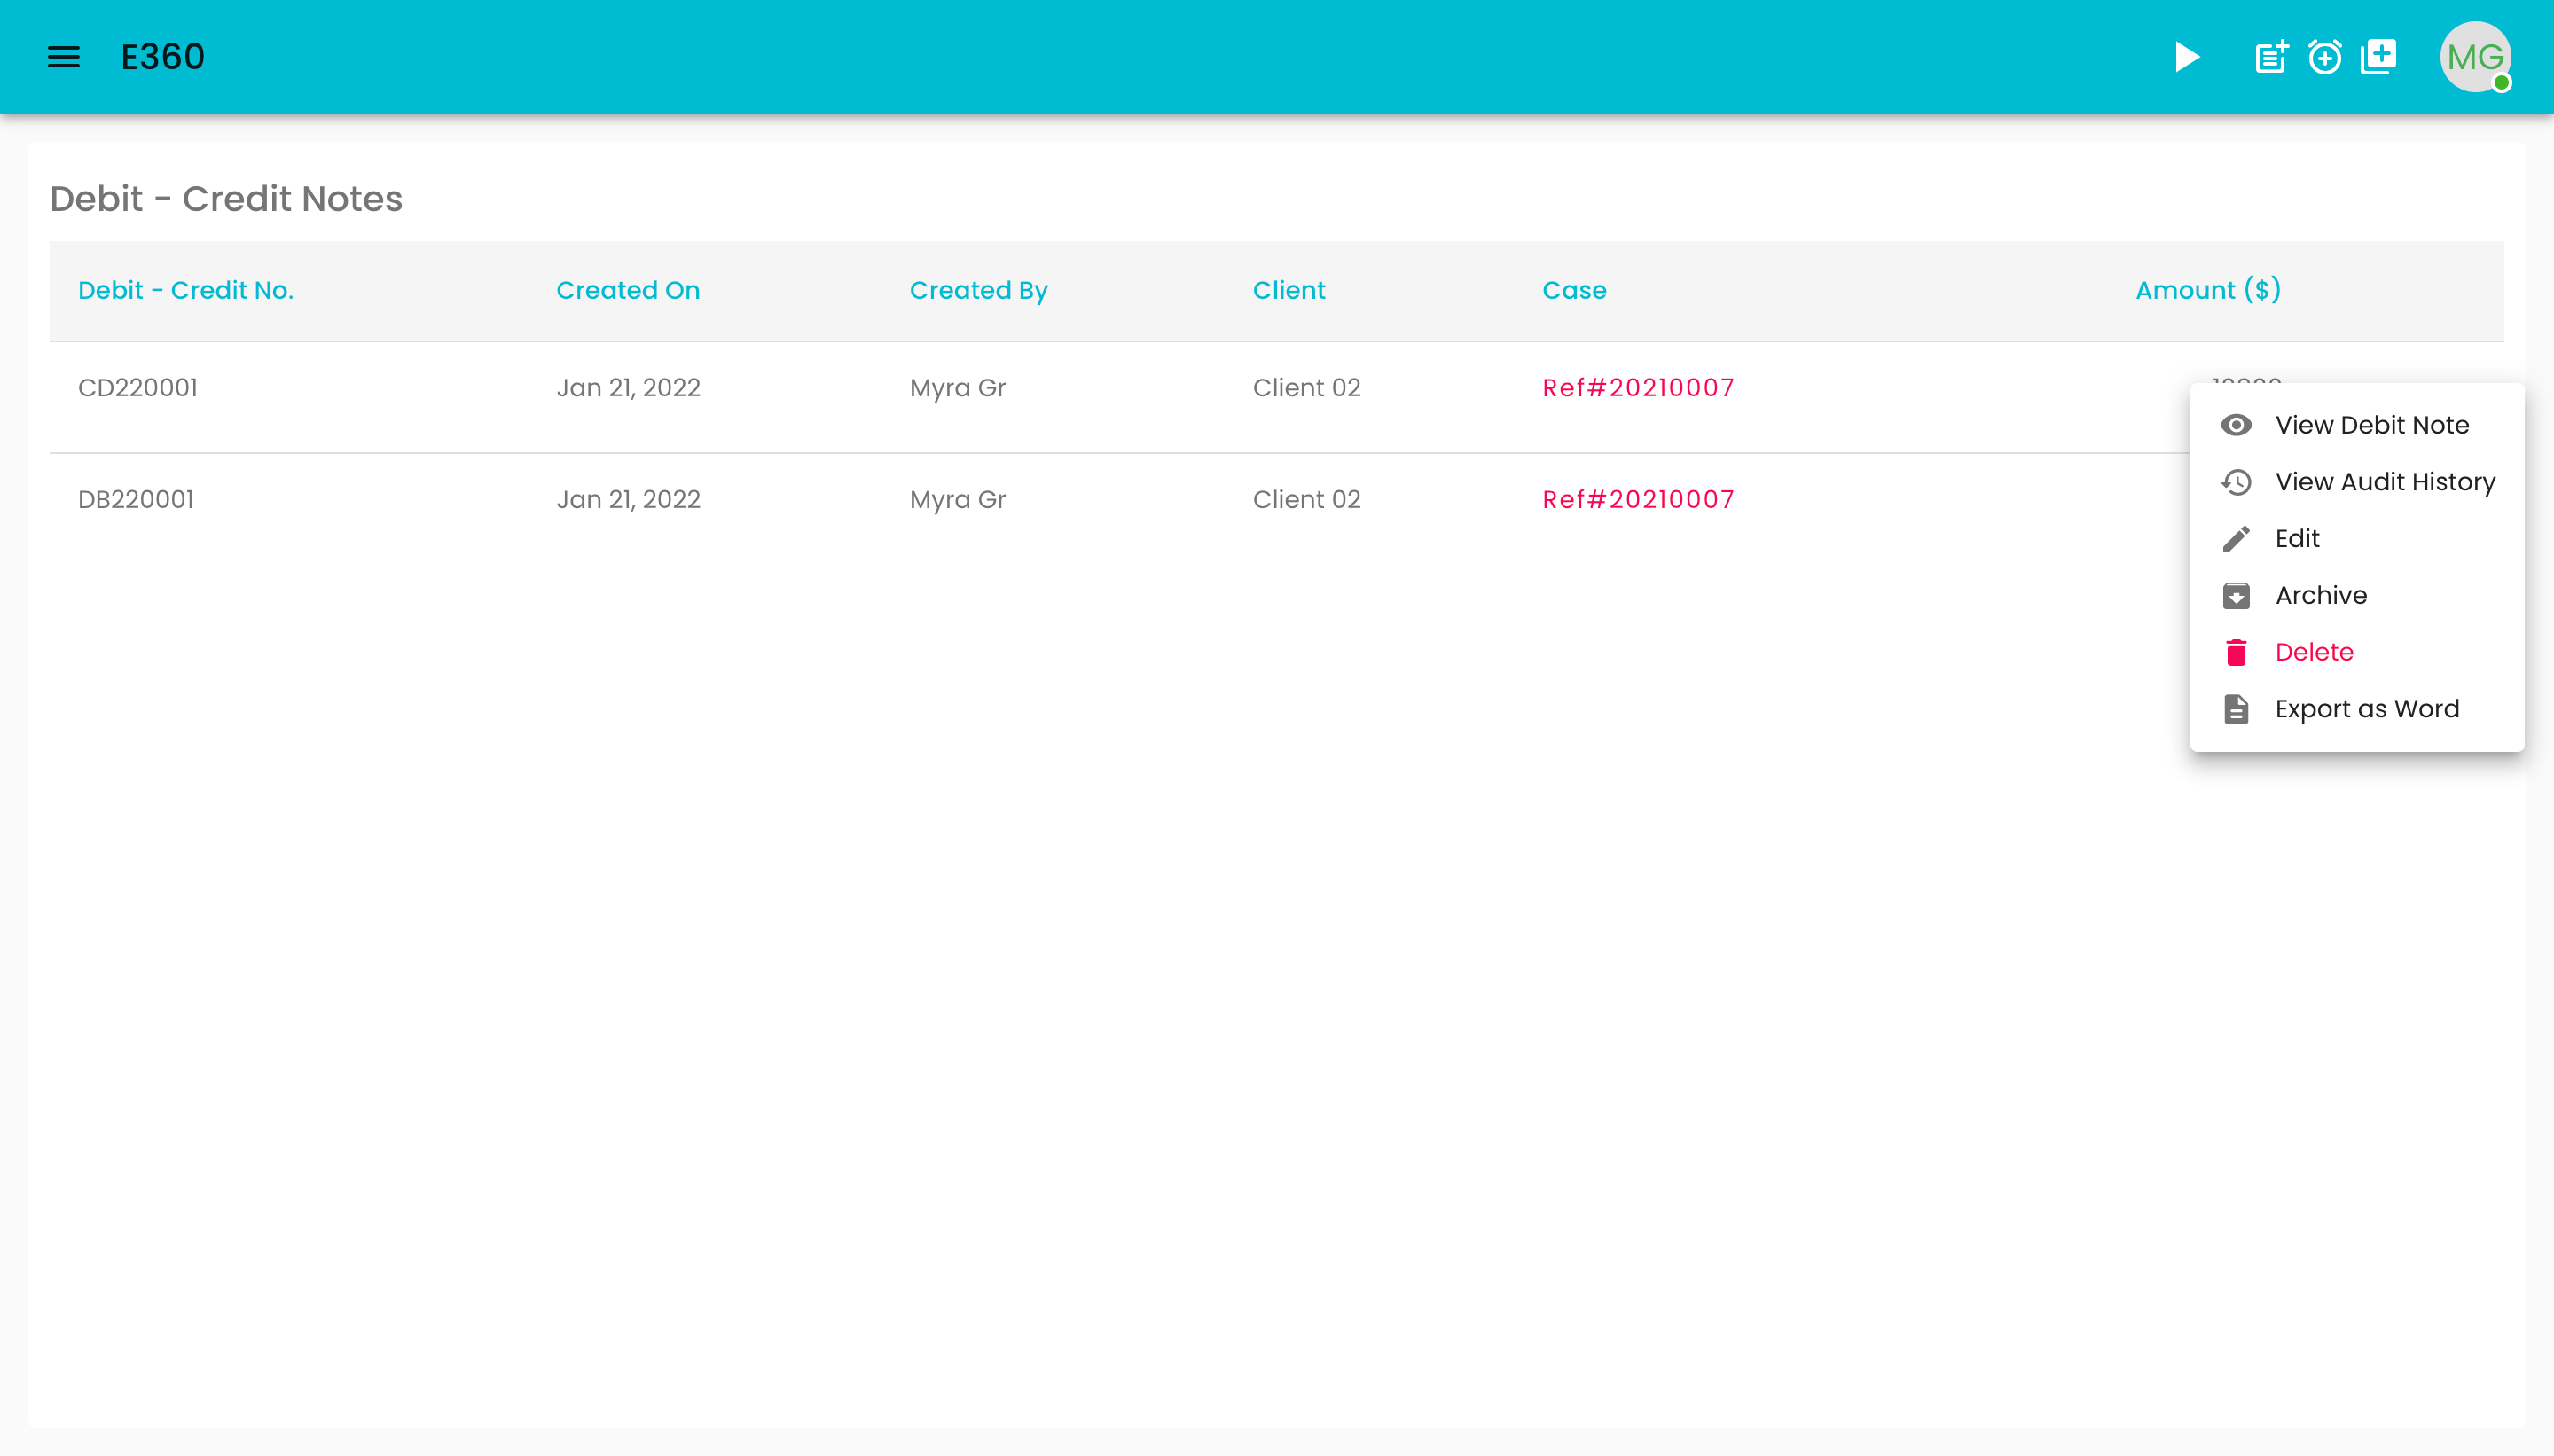 E360
MG
Debit - Credit Notes
Debit - Credit No. Created On Created By Client Case Amount ($)
CD220001 Jan 21, 2022 Myra Gr Client 02 Ref#20210007
DB220001 Jan 21, 2022 Myra Gr Client 02 Ref#20210007
View Debit Note
View Audit History
Edit
Archive
Delete
Export as Word